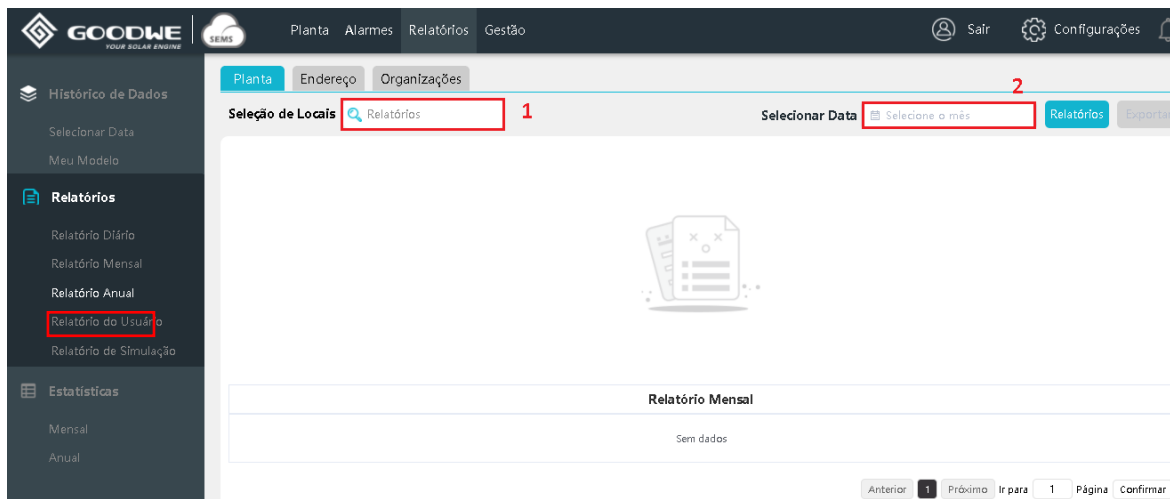 GOODWE
YOUR SOLAR ENGINE
SEMS
Planta Alarmes Relatórios Gestão
Sair Configurações
Histórico de Dados
Selecionar Data
Meu Modelo
Relatórios
Relatório Diário
Relatório Mensal
Relatório Anual
Relatório do Usuário
Relatório de Simulação
Estatísticas
Mensal
Anual
Planta Endereço Organizações
Seleção de Locais Relatórios 1
2
Selecionar Data Selecione o mês Relatórios Exporta
Relatório Mensal
Sem dados
Anterior 1 Próximo Ir para 1 Página Confirmar